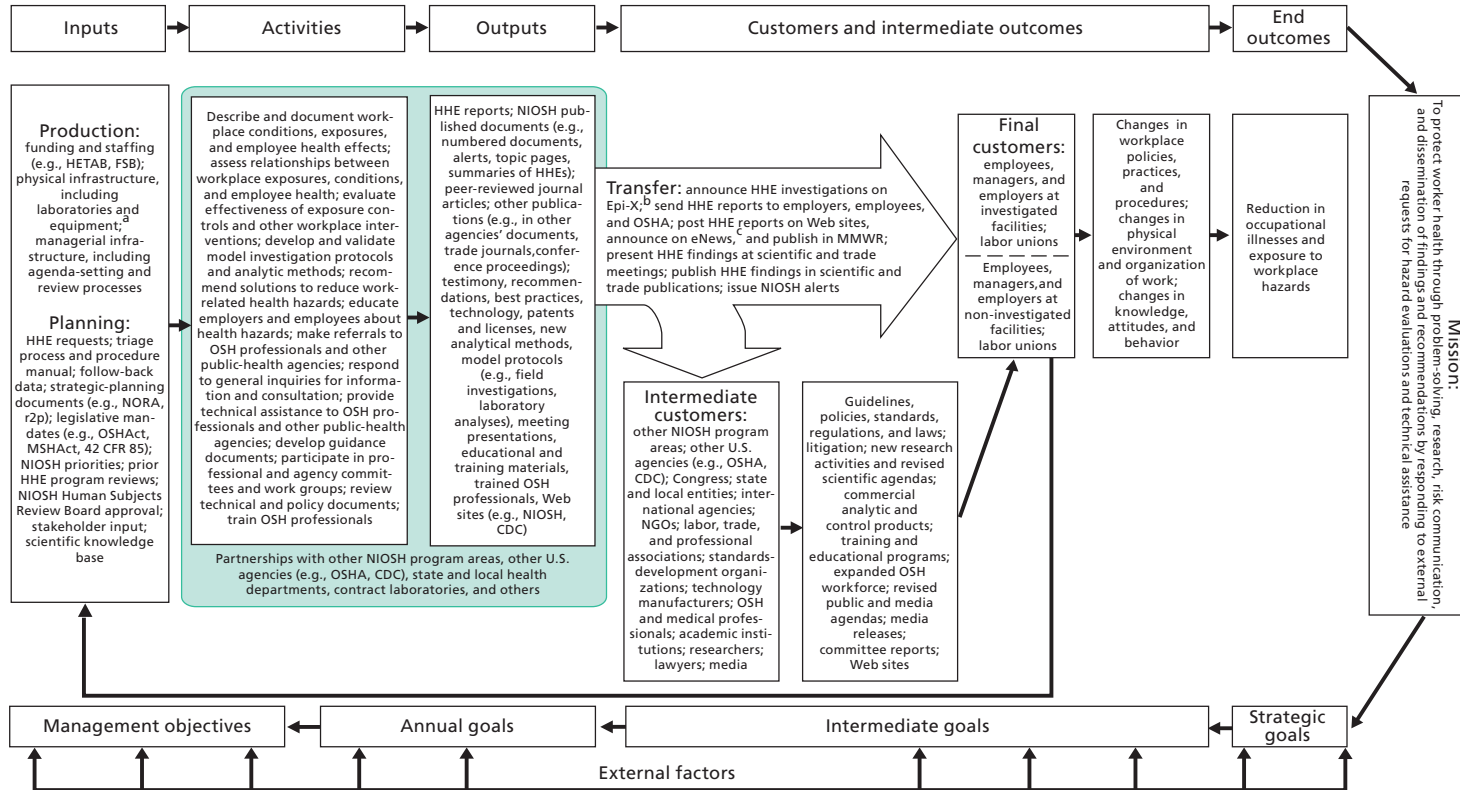 Inputs
Activities
Outputs
Customers and intermediate outcomes
End
outcomes
Production:
funding and staffing
(e.g., HETAB, FSB);
physical infrastructure,
including
laboratories and
equipment;a
managerial infra-
structure, including
agenda-setting and
review processes
Planning:
HHE requests; triage
process and procedure
manual; follow-back
data; strategic-planning
documents (e.g., NORA,
r2p); legislative man-
dates (e.g., OSHAct,
MSHAct, 42 CFR 85);
NIOSH priorities; prior
HHE program reviews;
NIOSH Human Subjects
Review Board approval;
stakeholder input;
scientific knowledge
base
Describe and document work-
place conditions, exposures,
and employee health effects;
assess relationships between
workplace exposures, conditions,
and employee health; evaluate
effectiveness of exposure con-
trols and other workplace inter-
ventions; develop and validate
model investigation protocols
and analytic methods; recom-
mend solutions to reduce work-
related health hazards; educate
employers and employees about
health hazards; make referrals to
OSH professionals and other
public-health agencies; respond
to general inquiries for informa-
tion and consultation; provide
technical assistance to OSH pro-
fessionals and other public-health
agencies; develop guidance
documents; participate in pro-
fessional and agency commit-
tees and work groups; review
technical and policy documents;
train OSH professionals
HHE reports; NIOSH pub-
lished documents (e.g.,
numbered documents,
alerts, topic pages,
summaries of HHEs);
peer-reviewed journal
articles; other publica-
tions (e.g., in other
agencies’ documents,
trade journals,conference
proceedings);
testimony, recommen-
dations, best practices,
technology, patents
and licenses, new
analytical methods,
model protocols
(e.g., field
investigations,
laboratory
analyses), meeting
presentations,
educational and
training materials,
trained OSH
professionals, Web
sites (e.g., NIOSH,
CDC)
Partnerships with other NIOSH program areas, other U.S.
agencies (e.g., OSHA, CDC), state and local health
departments, contract laboratories, and others
Transfer: announce HHE investigations on
Epi-X;b send HHE reports to employers, employees,
and OSHA; post HHE reports on Web sites,
announce on eNews,c and publish in MMWR;
present HHE findings at scientific and trade
meetings; publish HHE findings in scientific and
trade publications; issue NIOSH alerts
Intermediate
customers:
other NIOSH program
areas; other U.S.
agencies (e.g., OSHA,
CDC); Congress; state
and local entities; inter-
national agencies;
NGOs; labor, trade,
and professional
associations; standards-
development organi-
zations; technology
manufacturers; OSH
and medical profes-
sionals; academic insti-
tutions; researchers;
lawyers; media
Guidelines,
policies, standards,
regulations, and laws;
litigation; new research
activities and revised
scientific agendas;
commercial
analytic and
control products;
training and
educational programs;
expanded OSH
workforce; revised
public and media
agendas; media
releases;
committee reports;
Web sites
Final
customers:
employees,
managers, and
employers at
investigated
facilities;
labor unions
Employees,
managers,and
employers at
non-investigated
facilities;
labor unions
Changes in
workplace
policies,
practices,
and
procedures;
changes in
physical
environment
and organization
of work;
changes in
knowledge,
attitudes, and
behavior
Reduction in
occupational
illnesses and
exposure to
workplace
hazards
Mission:
To protect worker health through problem-solving, research, risk communication,
and dissemination of findings and recommendations by responding to external
requests for hazard evaluations and technical assistance
Management objectives
Annual goals
Intermediate goals
Strategic
goals
External factors